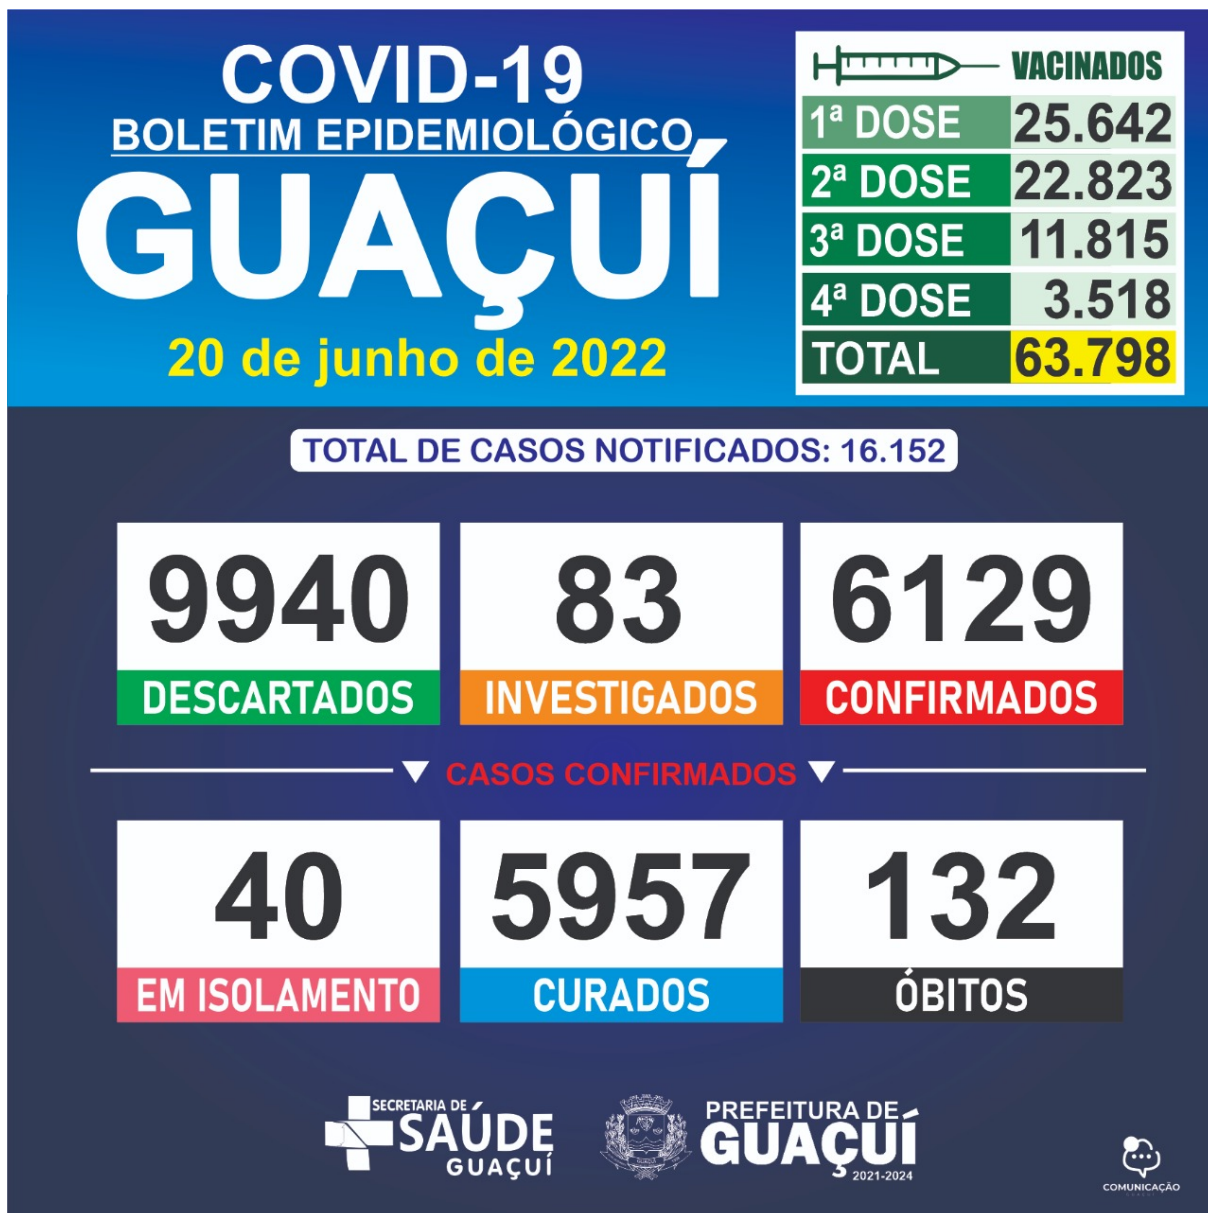 COVID-19
BOLETIM EPIDEMIOLÓGICO
GUAÇUÍ
20 de junho de 2022
VACINADOS
1ª DOSE 25.642
2ª DOSE 22.823
3ª DOSE 11.815
4ª DOSE 3.518
TOTAL 63.798
TOTAL DE CASOS NOTIFICADOS: 16.152
9940
DESCARTADOS
83
INVESTIGADOS
6129
CONFIRMADOS
CASOS CONFIRMADOS
40
EM ISOLAMENTO
5957
CURADOS
132
ÓBITOS
SECRETARIA DE
SAÚDE
GUAÇUÍ
PREFEITURA DE
GUAÇUÍ
2021-2024
COMUNICAÇÃO